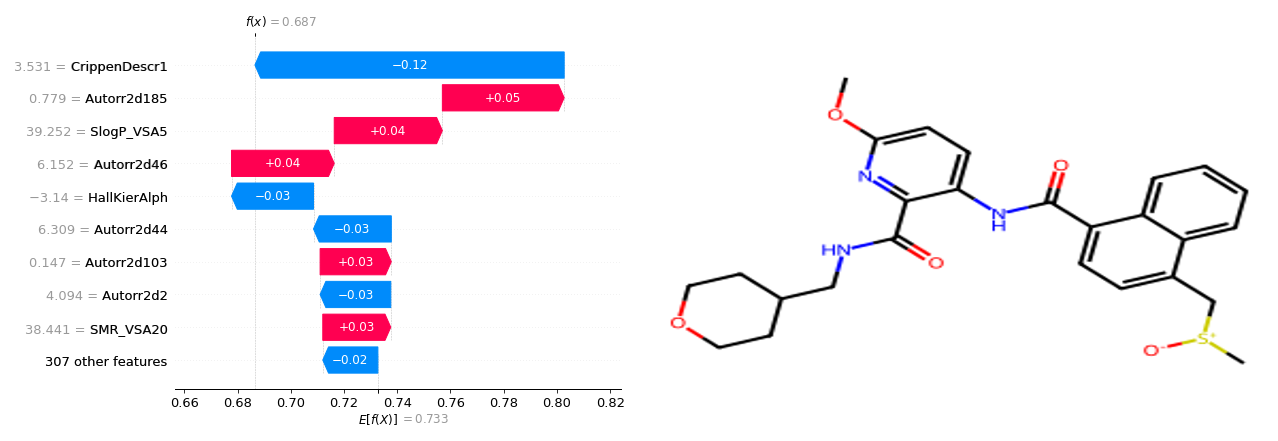 f(x) = 0.687
3.531 = CrippenDescr1
−0.12
0.779 = Autorr2d185
+0.05
39.252 = SlogP_VSA5
+0.04
6.152 = Autorr2d46
+0.04
−3.14 = HallKierAlph
−0.03
6.309 = Autorr2d44
−0.03
0.147 = Autorr2d103
+0.03
4.094 = Autorr2d2
−0.03
38.441 = SMR_VSA20
+0.03
307 other features
−0.02
0.66 0.68 0.70 0.72 0.74 0.76 0.78 0.80 0.82
E[f(X)] = 0.733
O
N
O
N
H
HN
O
O
S+
O-